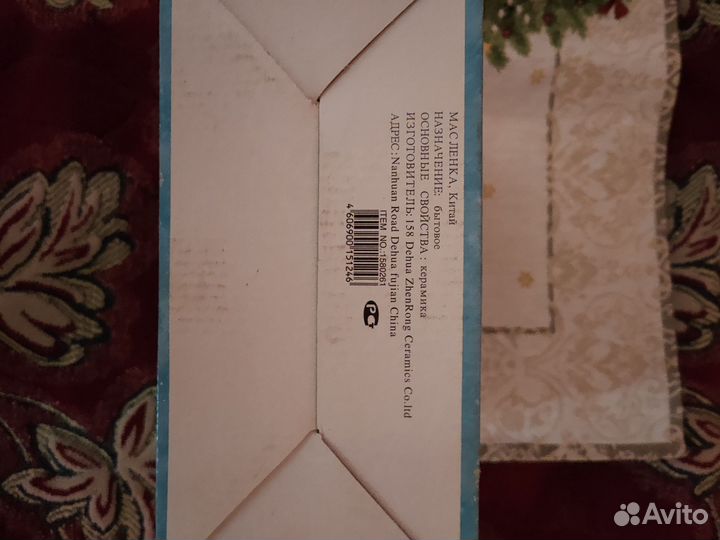 МАСЛЕНКА, Китай
НАЗНАЧЕНИЕ: бытовое
ОСНОВНЫЕ СВОЙСТВА: керамика
ИЗГОТОВИТЕЛЬ:158 Dehua ZhenRong Ceramics Co.ltd
АДРЕС:Nanhuan Road Dehua fujian China
ITEM NO.:1580261
4 606900 151246
Avito